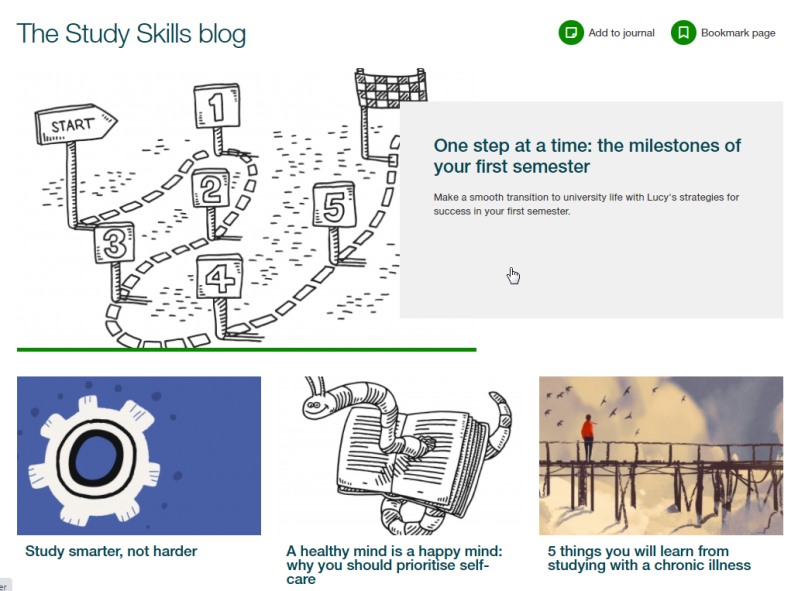 The Study Skills blog
Add to journal
Bookmark page
START
1
2
3
4
5
One step at a time: the milestones of
your first semester
Make a smooth transition to university life with Lucy's strategies for
success in your first semester.
Study smarter, not harder
A healthy mind is a happy mind:
why you should prioritise self-
care
5 things you will learn from
studying with a chronic illness
er